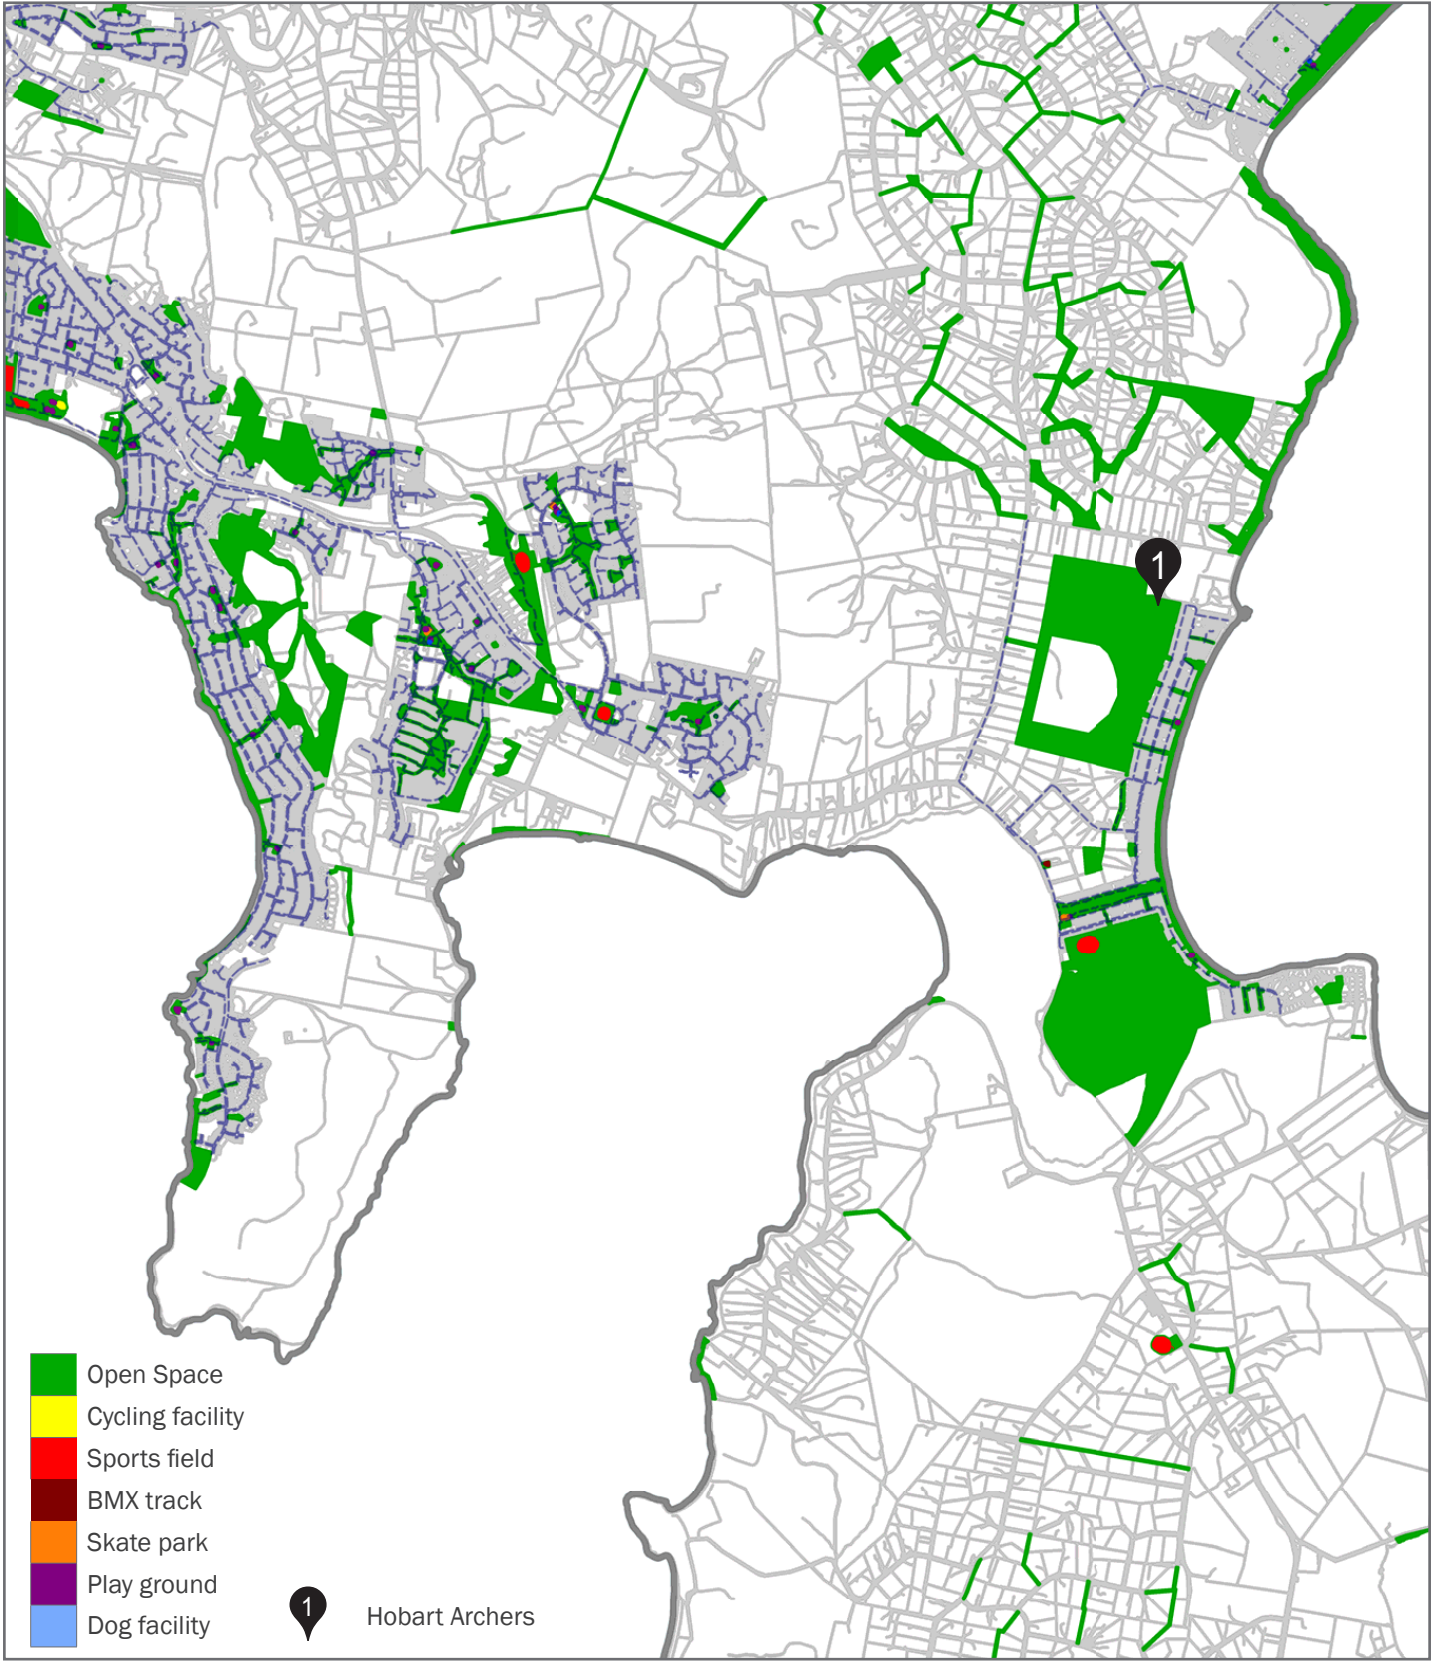 1
Open Space
Cycling facility
Sports field
BMX track
Skate park
Play ground
Dog facility
1 Hobart Archers